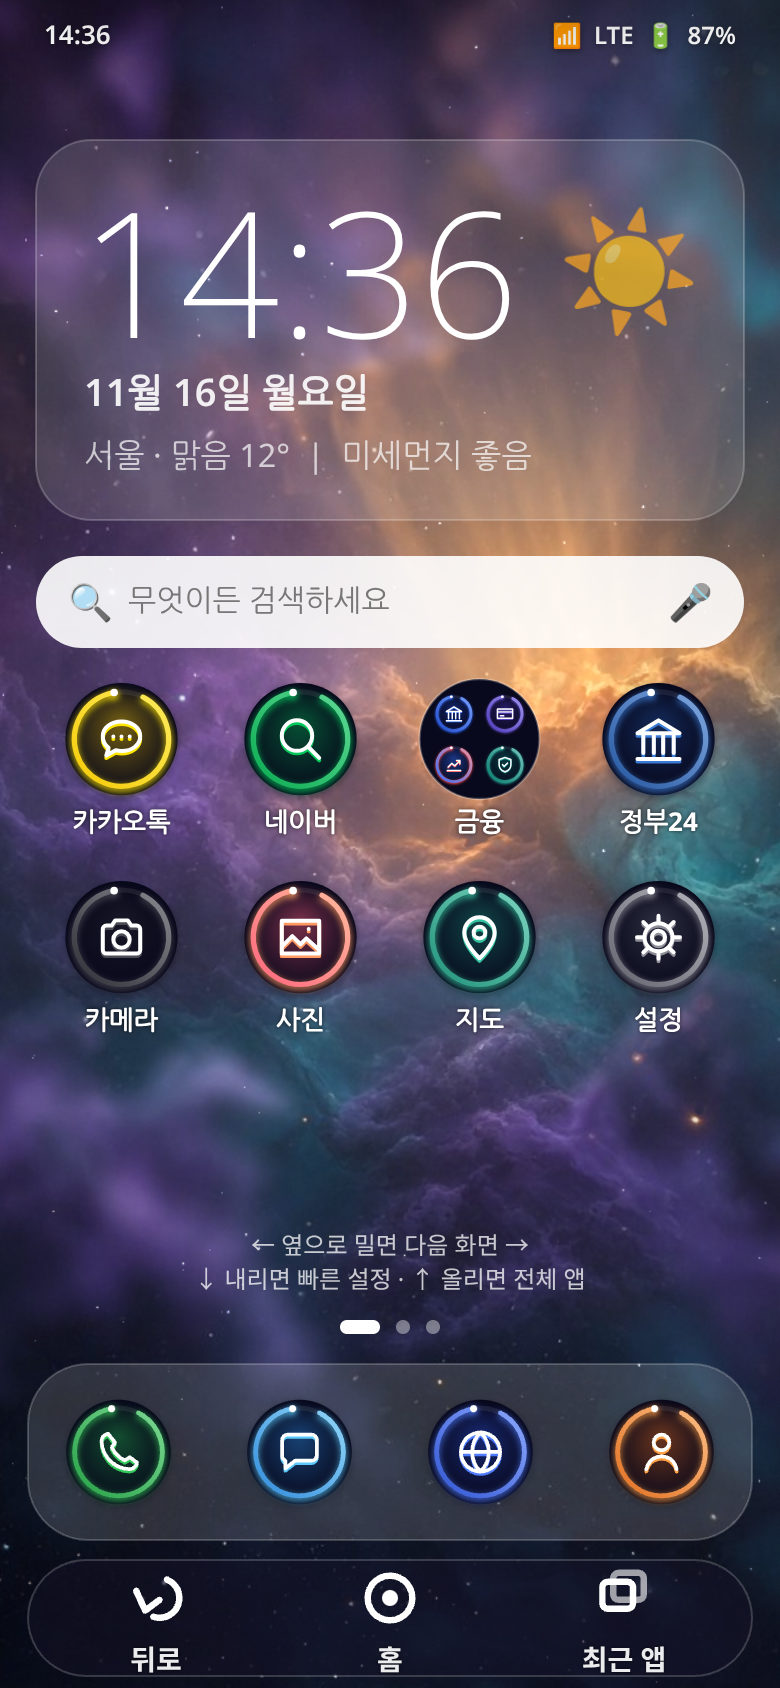 14:36 LTE 87%
14:36
11월 16일 월요일
서울 · 맑음 12° | 미세먼지 좋음
무엇이든 검색하세요
카카오톡 네이버 금융 정부24
카메라 사진 지도 설정
← 옆으로 밀면 다음 화면 →
↓ 내리면 빠른 설정 · ↑ 올리면 전체 앱
뒤로 홈 최근 앱